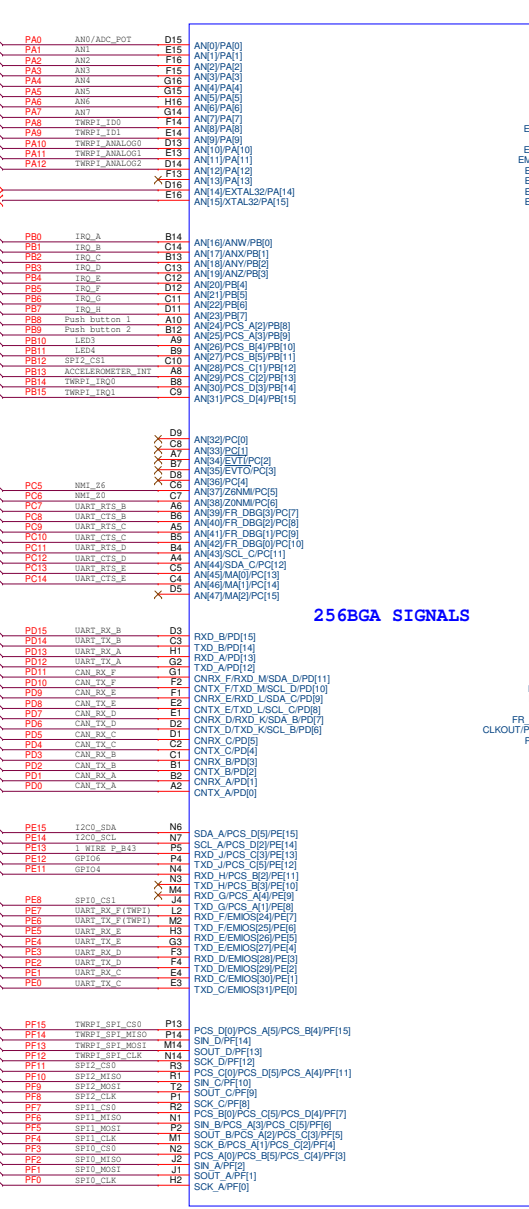 PA0 AN0/ADC_POT D15 AN[0]/PA[0]
PA1 AN1 E15 AN[1]/PA[1]
PA2 AN2 F16 AN[2]/PA[2]
PA3 AN3 F15 AN[3]/PA[3]
PA4 AN4 G16 AN[4]/PA[4]
PA5 AN5 G15 AN[5]/PA[5]
PA6 AN6 H16 AN[6]/PA[6]
PA7 AN7 G14 AN[7]/PA[7]
PA8 TWRPI_ID0 F14 AN[8]/PA[8]
PA9 TWRPI_ID1 E14 AN[9]/PA[9]
PA10 TWRPI_ANALOG0 D13 AN[10]/PA[10]
PA11 TWRPI_ANALOG1 E13 AN[11]/PA[11]
PA12 TWRPI_ANALOG2 D14 AN[12]/PA[12]
F13 AN[13]/PA[13]
D16 AN[14]/EXTAL32/PA[14]
E16 AN[15]/XTAL32/PA[15]
PB0 IRQ_A B14 AN[16]/ANW/PB[0]
PB1 IRQ_B C14 AN[17]/ANX/PB[1]
PB2 IRQ_C B13 AN[18]/ANY/PB[2]
PB3 IRQ_D C13 AN[19]/ANZ/PB[3]
PB4 IRQ_E C12 AN[20]/PB[4]
PB5 IRQ_F D12 AN[21]/PB[5]
PB6 IRQ_G C11 AN[22]/PB[6]
PB7 IRQ_H D11 AN[23]/PB[7]
PB8 Push button 1 A10 AN[24]/PCS_A[2]/PB[8]
PB9 Push button 2 B12 AN[25]/PCS_A[3]/PB[9]
PB10 LED3 A9 AN[26]/PCS_B[4]/PB[10]
PB11 LED4 B9 AN[27]/PCS_B[5]/PB[11]
PB12 SPI2_CS1 C10 AN[28]/PCS_C[1]/PB[12]
PB13 ACCELEROMETER_INT A8 AN[29]/PCS_C[2]/PB[13]
PB14 TWRPI_IRQ0 B8 AN[30]/PCS_D[3]/PB[14]
PB15 TWRPI_IRQ1 C9 AN[31]/PCS_D[4]/PB[15]
D9 AN[32]/PC[0]
C8 AN[33]/PC[1]
A7 AN[34]/EVTI/PC[2]
B7 AN[35]/EVTO/PC[3]
D8 AN[36]/PC[4]
PC5 NMI_Z6 C6 AN[37]/Z6NMI/PC[5]
PC6 NMI_Z0 C7 AN[38]/Z0NMI/PC[6]
PC7 UART_RTS_B A6 AN[39]/FR_DBG[3]/PC[7]
PC8 UART_CTS_B B6 AN[40]/FR_DBG[2]/PC[8]
PC9 UART_RTS_C A5 AN[41]/FR_DBG[1]/PC[9]
PC10 UART_CTS_C B5 AN[42]/FR_DBG[0]/PC[10]
PC11 UART_RTS_D B4 AN[43]/SCL_C/PC[11]
PC12 UART_CTS_D A4 AN[44]/SDA_C/PC[12]
PC13 UART_RTS_E C5 AN[45]/MA[0]/PC[13]
PC14 UART_CTS_E C4 AN[46]/MA[1]/PC[14]
D5 AN[47]/MA[2]/PC[15]
256BGA SIGNALS
PD15 UART_RX_B D3 RXD_B/PD[15]
PD14 UART_TX_B C3 TXD_B/PD[14]
PD13 UART_RX_A H1 RXD_A/PD[13]
PD12 UART_TX_A G2 TXD_A/PD[12]
PD11 CAN_RX_F G1 CNRX_F/RXD_M/SDA_D/PD[11]
PD10 CAN_TX_F F2 CNTX_F/TXD_M/SCL_D/PD[10]
PD9 CAN_RX_E F1 CNRX_E/RXD_L/SDA_C/PD[9]
PD8 CAN_TX_E E2 CNTX_E/TXD_L/SCL_C/PD[8]
PD7 CAN_RX_D E1 CNRX_D/RXD_K/SDA_B/PD[7] FR_
PD6 CAN_TX_D D2 CNTX_D/TXD_K/SCL_B/PD[6] CLKOUT/P
PD5 CAN_RX_C D1 CNRX_C/PD[5]
PD4 CAN_TX_C C2 CNTX_C/PD[4]
PD3 CAN_RX_B C1 CNRX_B/PD[3]
PD2 CAN_TX_B B1 CNTX_B/PD[2]
PD1 CAN_RX_A B2 CNRX_A/PD[1]
PD0 CAN_TX_A A2 CNTX_A/PD[0]
PE15 I2C0_SDA N6 SDA_A/PCS_D[5]/PE[15]
PE14 I2C0_SCL N7 SCL_A/PCS_D[2]/PE[14]
PE13 1 WIRE P_B43 P5 RXD_J/PCS_C[3]/PE[13]
PE12 GPIO6 P4 TXD_J/PCS_C[5]/PE[12]
PE11 GPIO4 N4 RXD_H/PCS_B[2]/PE[11]
N3 TXD_H/PCS_B[3]/PE[10]
M4 RXD_G/PCS_A[4]/PE[9]
PE8 SPI0_CS1 J4 TXD_G/PCS_A[1]/PE[8]
PE7 UART_RX_F(TWPI) L2 RXD_F/EMIOS[24]/PE[7]
PE6 UART_TX_F(TWPI) M2 TXD_F/EMIOS[25]/PE[6]
PE5 UART_RX_E H3 RXD_E/EMIOS[26]/PE[5]
PE4 UART_TX_E G3 TXD_E/EMIOS[27]/PE[4]
PE3 UART_RX_D F3 RXD_D/EMIOS[28]/PE[3]
PE2 UART_TX_D F4 TXD_D/EMIOS[29]/PE[2]
PE1 UART_RX_C E4 RXD_C/EMIOS[30]/PE[1]
PE0 UART_TX_C E3 TXD_C/EMIOS[31]/PE[0]
PF15 TWRPI_SPI_CS0 P13 PCS_D[0]/PCS_A[5]/PCS_B[4]/PF[15]
PF14 TWRPI_SPI_MISO P14 SIN_D/PF[14]
PF13 TWRPI_SPI_MOSI M14 SOUT_D/PF[13]
PF12 TWRPI_SPI_CLK N14 SCK_D/PF[12]
PF11 SPI2_CS0 R3 PCS_C[0]/PCS_D[5]/PCS_A[4]/PF[11]
PF10 SPI2_MISO R1 SIN_C/PF[10]
PF9 SPI2_MOSI T2 SOUT_C/PF[9]
PF8 SPI2_CLK P1 SCK_C/PF[8]
PF7 SPI1_CS0 R2 PCS_B[0]/PCS_C[5]/PCS_D[4]/PF[7]
PF6 SPI1_MISO N1 SIN_B/PCS_A[3]/PCS_C[5]/PF[6]
PF5 SPI1_MOSI P2 SOUT_B/PCS_A[2]/PCS_C[3]/PF[5]
PF4 SPI1_CLK M1 SCK_B/PCS_A[1]/PCS_C[2]/PF[4]
PF3 SPI0_CS0 N2 PCS_A[0]/PCS_B[5]/PCS_C[4]/PF[3]
PF2 SPI0_MISO J2 SIN_A/PF[2]
PF1 SPI0_MOSI J1 SOUT_A/PF[1]
PF0 SPI0_CLK H2 SCK_A/PF[0]